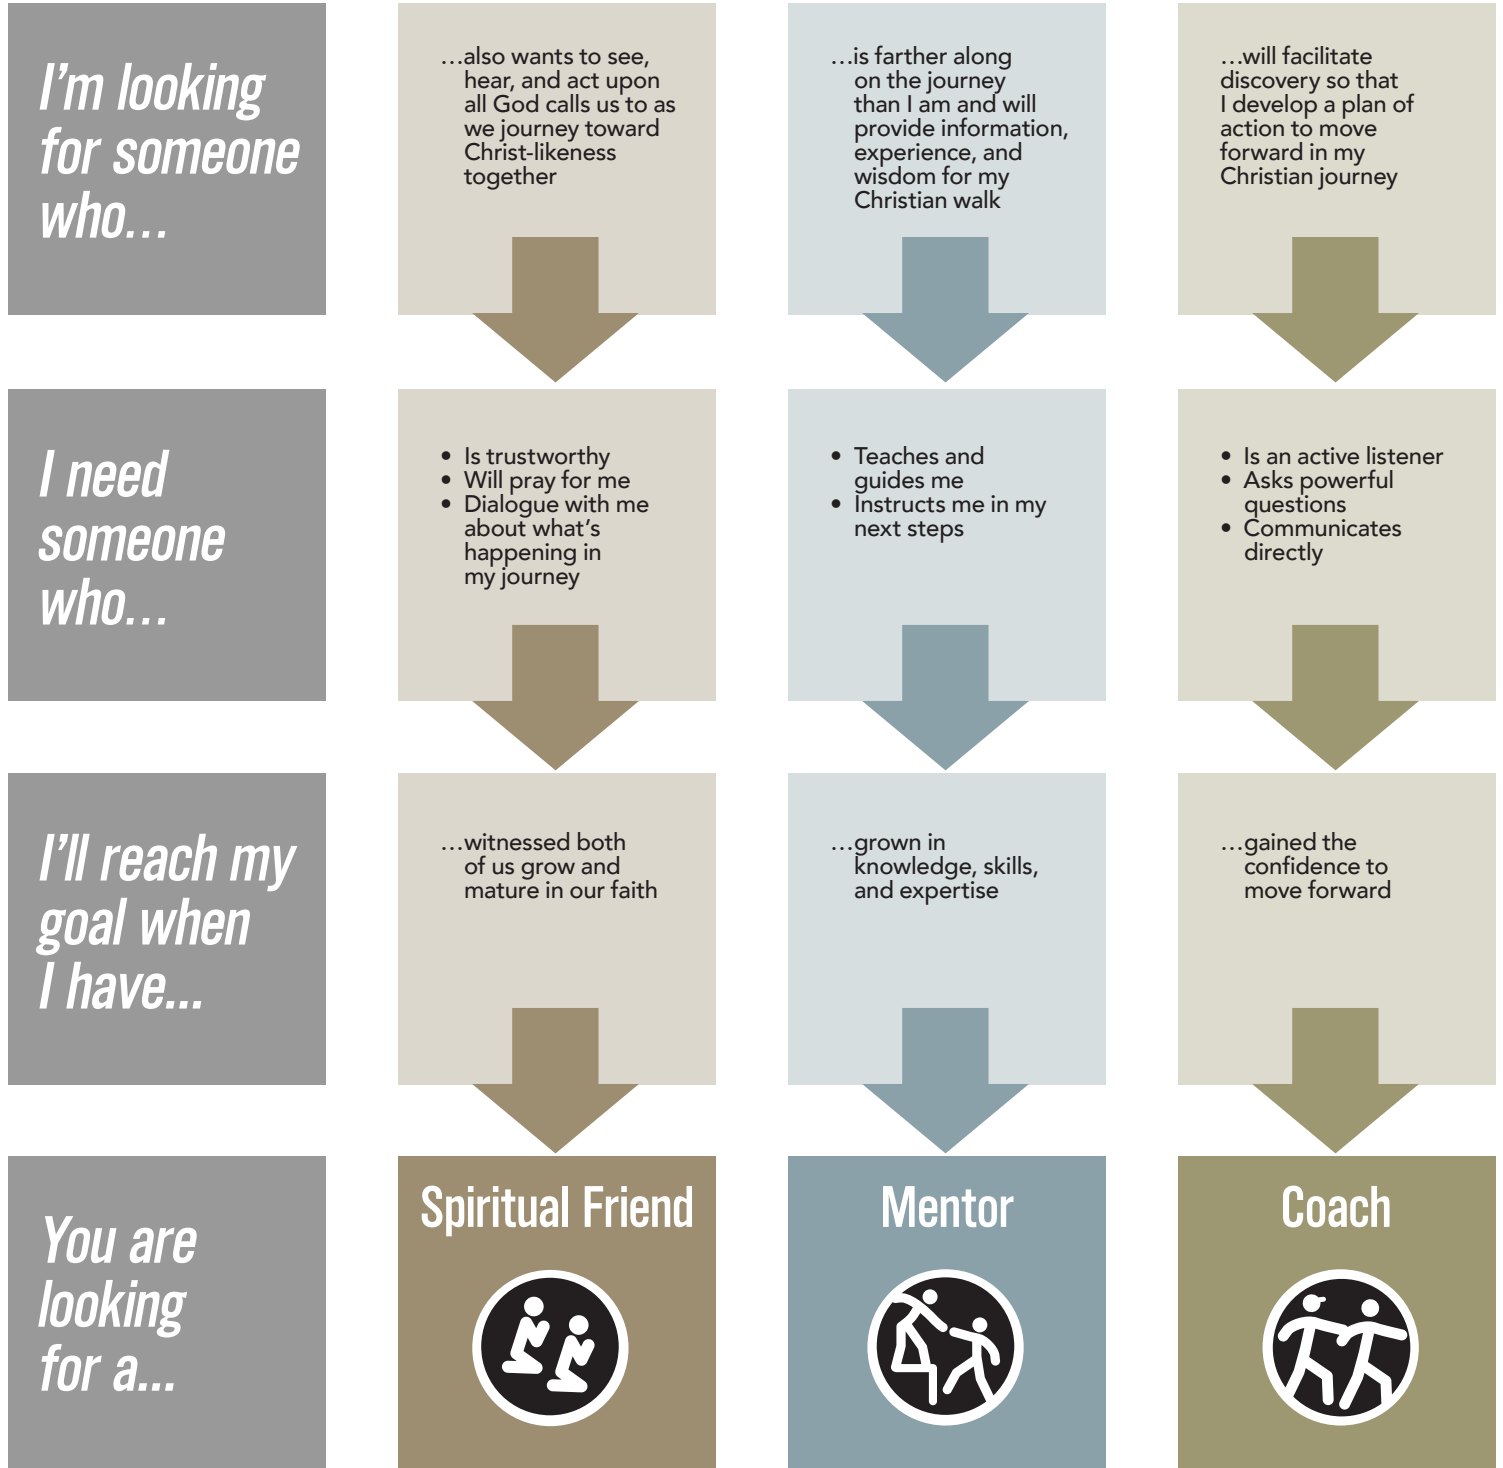 I'm looking
for someone
who...
…also wants to see,
hear, and act upon
all God calls us to as
we journey toward
Christ-likeness
together
…is farther along
on the journey
than I am and will
provide information,
experience, and
wisdom for my
Christian walk
…will facilitate
discovery so that
I develop a plan of
action to move
forward in my
Christian journey
I need
someone
who...
• Is trustworthy
• Will pray for me
• Dialogue with me
about what's
happening in
my journey
• Teaches and
guides me
• Instructs me in my
next steps
• Is an active listener
• Asks powerful
questions
• Communicates
directly
I'll reach my
goal when
I have...
…witnessed both
of us grow and
mature in our faith
…grown in
knowledge, skills,
and expertise
…gained the
confidence to
move forward
You are
looking
for a...
Spiritual Friend
Mentor
Coach